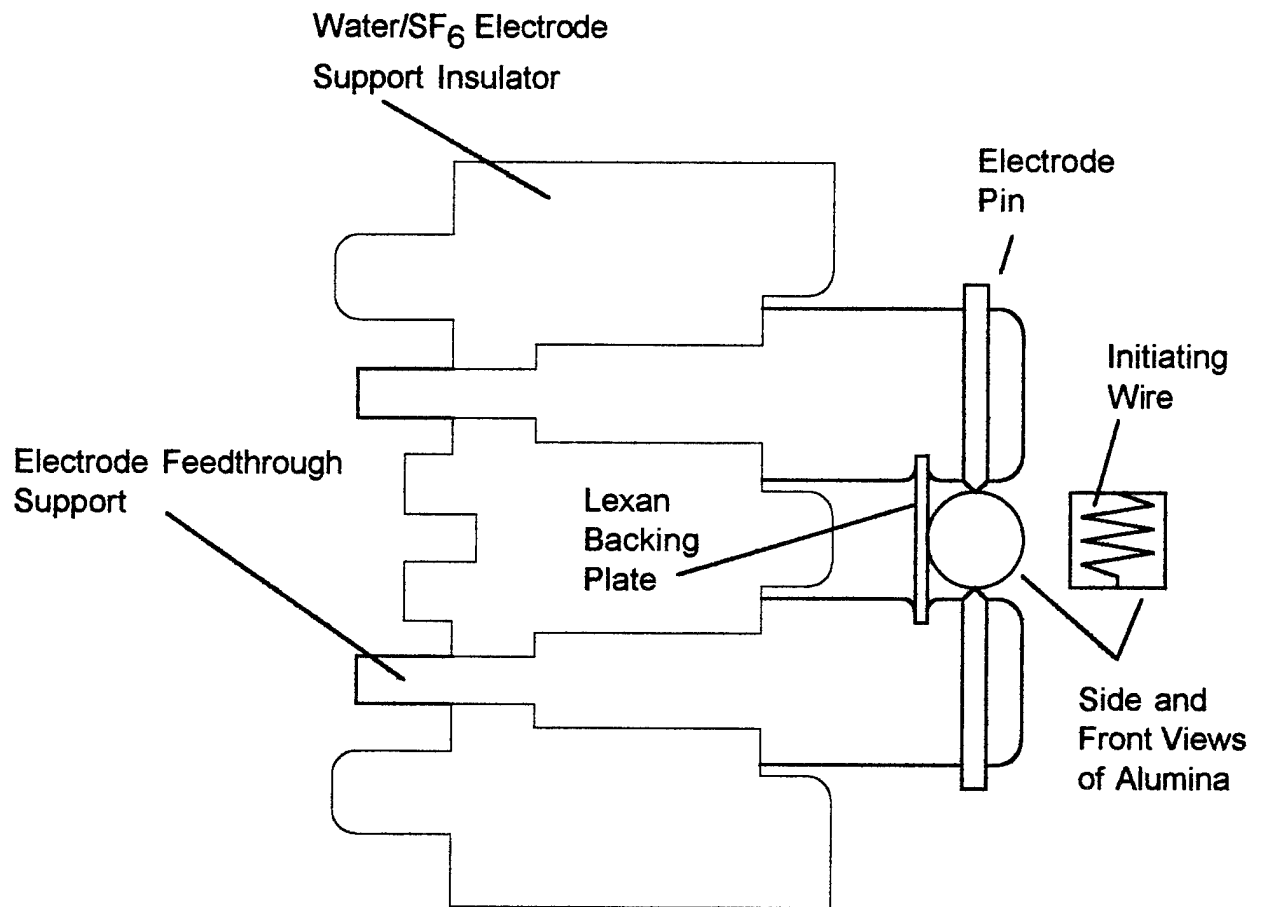 Water/SF6 Electrode
Support Insulator
Electrode
Pin
Initiating
Wire
Electrode Feedthrough
Support
Lexan
Backing
Plate
Side and
Front Views
of Alumina